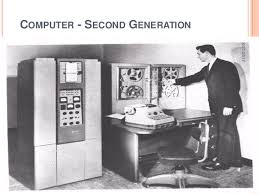 COMPUTER - SECOND GENERATION